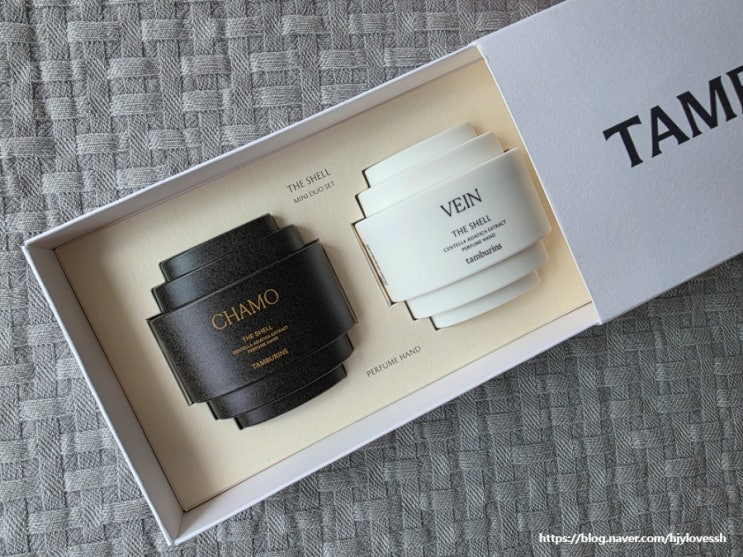 TAMB
THE SHELL
MINI DUO SET
VEIN
THE SHELL
CENTELLA ASIATICA EXTRACT
PERFUME HAND
tamburins
CHAMO
THE SHELL
CENTELLA ASIATICA EXTRACT
PERFUME HAND
TAMBURINS
PERFUME HAND
https://blog.naver.com/hjylovessh